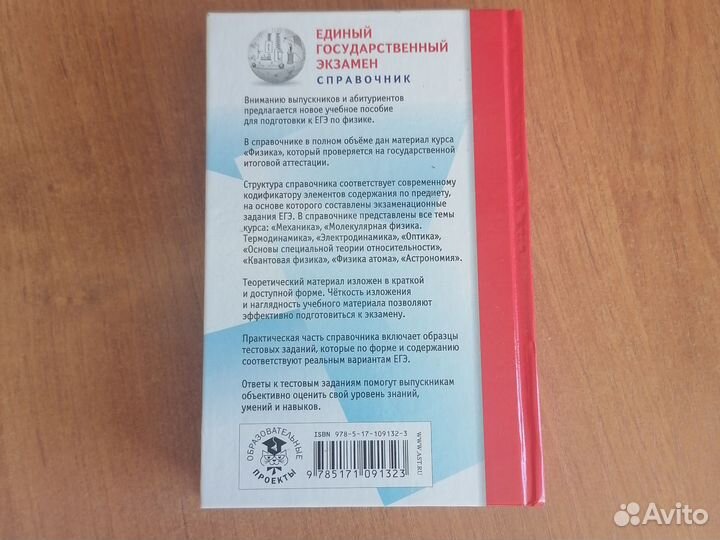 ЕДИНЫЙ
ГОСУДАРСТВЕННЫЙ
ЭКЗАМЕН
СПРАВОЧНИК
Вниманию выпускников и абитуриентов
предлагается новое учебное пособие
для подготовки к ЕГЭ по физике.
В справочнике в полном объёме дан материал курса
«Физика», который проверяется на государственной
итоговой аттестации.
Структура справочника соответствует современному
кодификатору элементов содержания по предмету,
на основе которого составлены экзаменационные
задания ЕГЭ. В справочнике представлены все темы
курса: «Механика», «Молекулярная физика.
Термодинамика», «Электродинамика», «Оптика»,
«Основы специальной теории относительности»,
«Квантовая физика», «Физика атома», «Астрономия».
Теоретический материал изложен в краткой
и доступной форме. Чёткость изложения
и наглядность учебного материала позволяют
эффективно подготовиться к экзамену.
Практическая часть справочника включает образцы
тестовых заданий, которые по форме и содержанию
соответствуют реальным вариантам ЕГЭ.
Ответы к тестовым заданиям помогут выпускникам
объективно оценить свой уровень знаний,
умений и навыков.
ОБРАЗОВАТЕЛЬНЫЕ
ПРОЕКТЫ
ISBN 978-5-17-109132-3
9 785171 091323
WWW.AST.RU
Avito